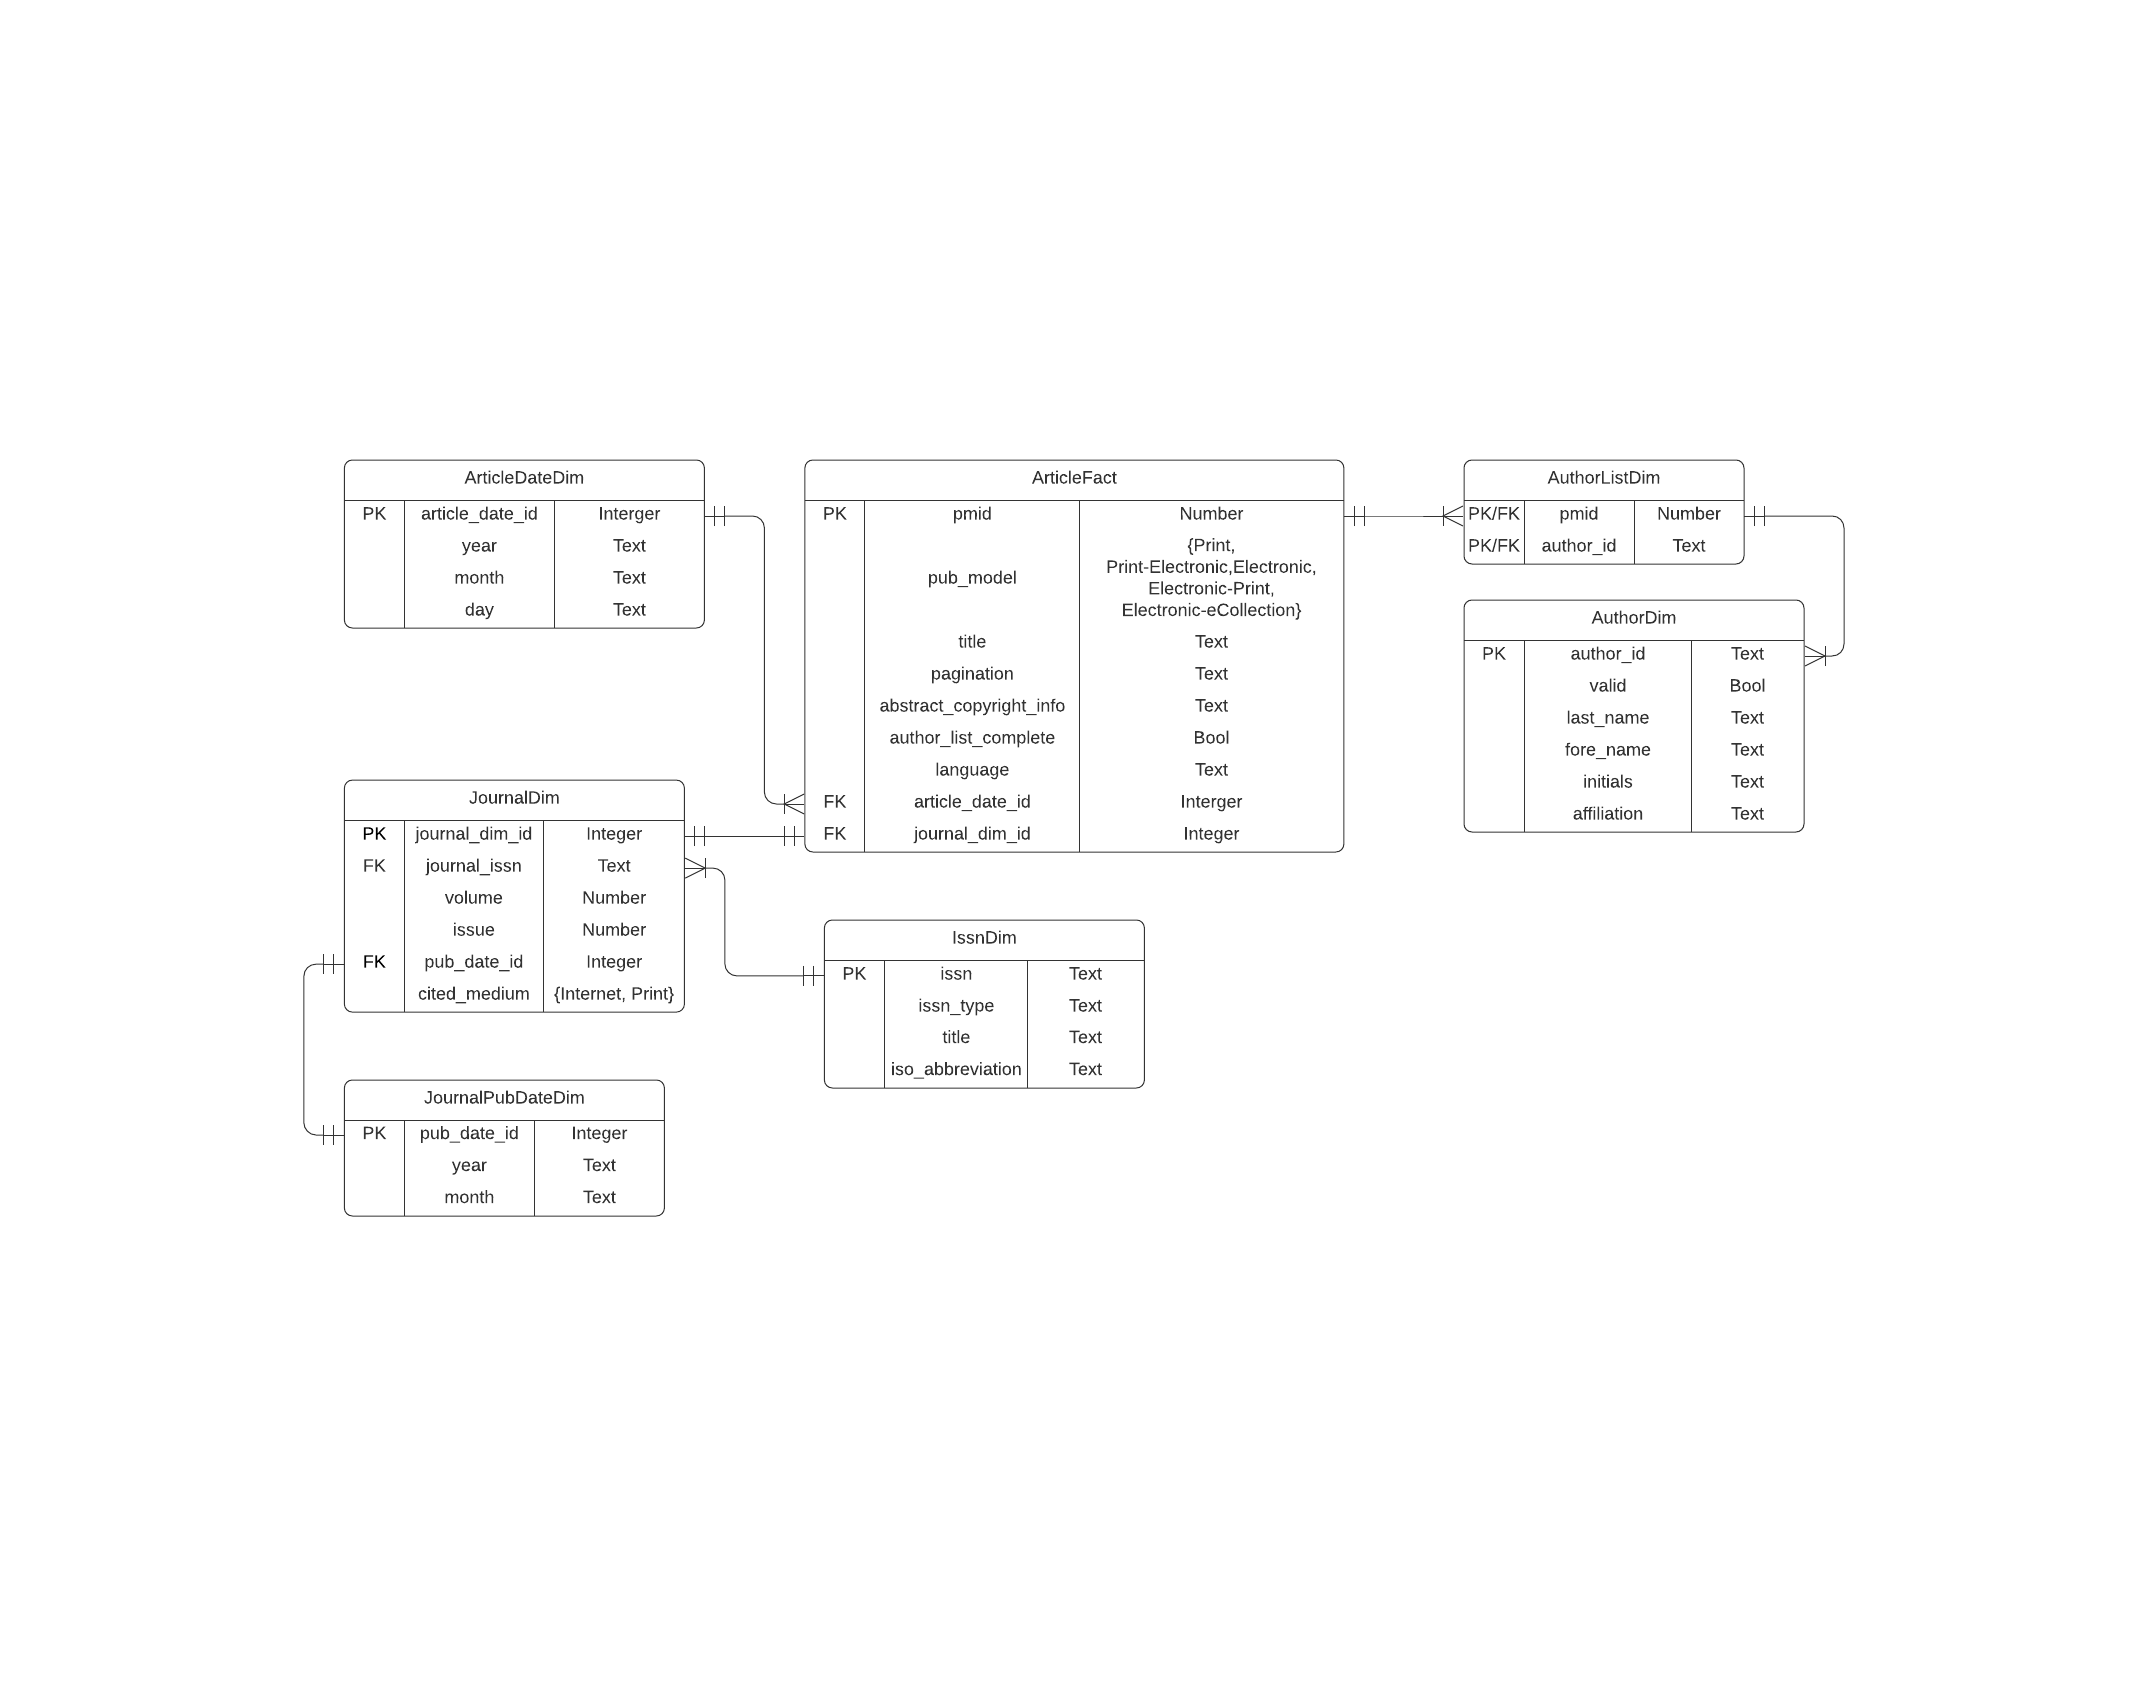 ArticleDateDim
PK article_date_id Interger
year Text
month Text
day Text
ArticleFact
PK pmid Number
pub_model {Print,
Print-Electronic,Electronic,
Electronic-Print,
Electronic-eCollection}
title Text
pagination Text
abstract_copyright_info Text
author_list_complete Bool
language Text
FK article_date_id Interger
FK journal_dim_id Integer
AuthorListDim
PK/FK pmid Number
PK/FK author_id Text
AuthorDim
PK author_id Text
valid Bool
last_name Text
fore_name Text
initials Text
affiliation Text
JournalDim
PK journal_dim_id Integer
FK journal_issn Text
volume Number
issue Number
FK pub_date_id Integer
cited_medium {Internet, Print}
IssnDim
PK issn Text
issn_type Text
title Text
iso_abbreviation Text
JournalPubDateDim
PK pub_date_id Integer
year Text
month Text